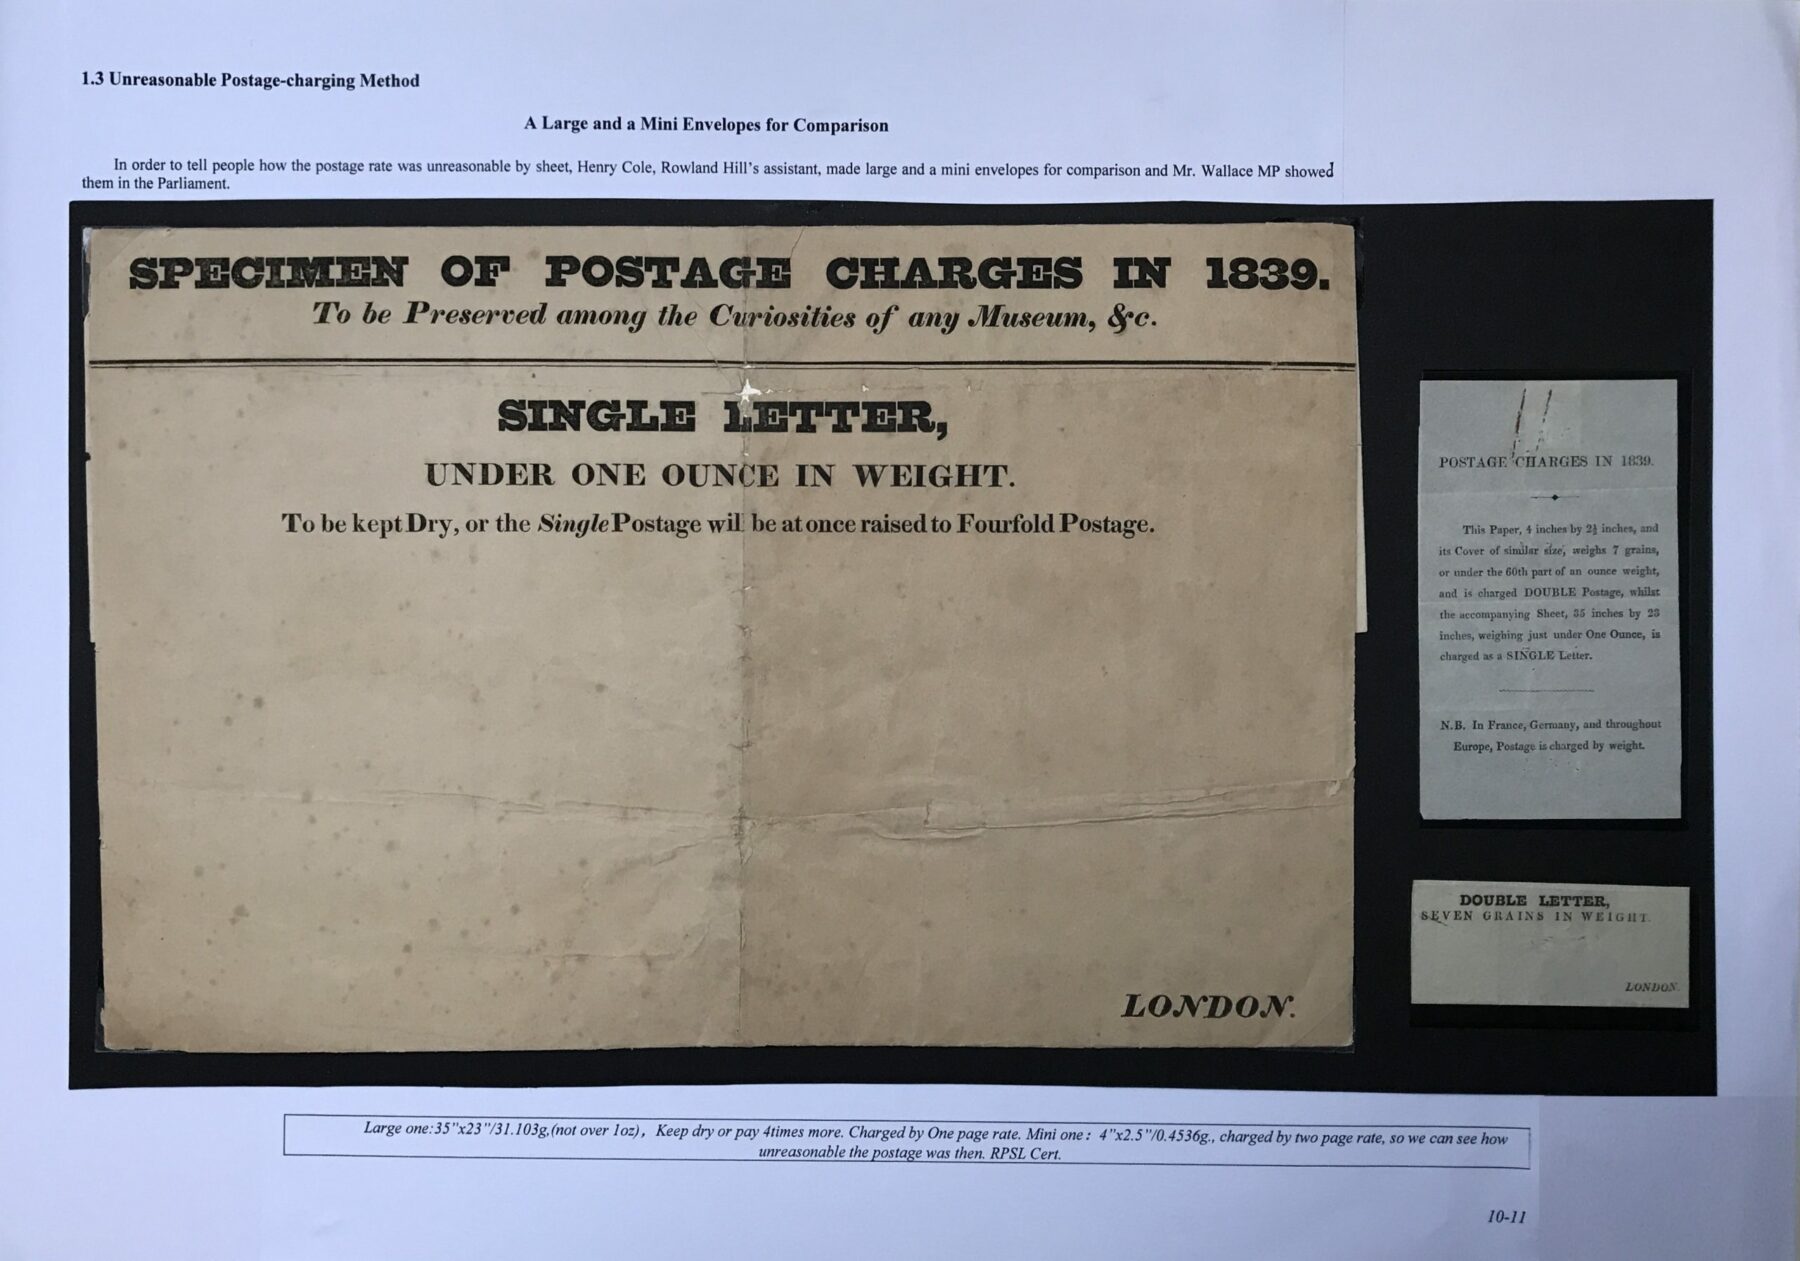 1.3 Unreasonable Postage-charging Method
A Large and a Mini Envelopes for Comparison
In order to tell people how the postage rate was unreasonable by sheet, Henry Cole, Rowland Hill's assistant, made large and a mini envelopes for comparison and Mr. Wallace MP showed
them in the Parliament.
SPECIMEN OF POSTAGE CHARGES IN 1839.
To be Preserved among the Curiosities of any Museum, &c.
SINGLE LETTER,
UNDER ONE OUNCE IN WEIGHT.
To be kept Dry, or the Single Postage will be at once raised to Fourfold Postage.
LONDON.
POSTAGE CHARGES IN 1839.
This Paper, 4 inches by 2½ inches, and
its Cover of similar size, weighs 7 grains,
or under the 60th part of an ounce weight,
and is charged DOUBLE Postage, whilst
the accompanying Sheet, 35 inches by 23
inches, weighing just under One Ounce, is
charged as a SINGLE Letter.
N.B. In France, Germany, and throughout
Europe, Postage is charged by weight.
DOUBLE LETTER,
SEVEN GRAINS IN WEIGHT.
LONDON.
Large one:35"x23"/31.103g,(not over 1oz), Keep dry or pay 4times more. Charged by One page rate. Mini one: 4"x2.5"/0.4536g., charged by two page rate, so we can see how
unreasonable the postage was then. RPSL Cert.
10-11